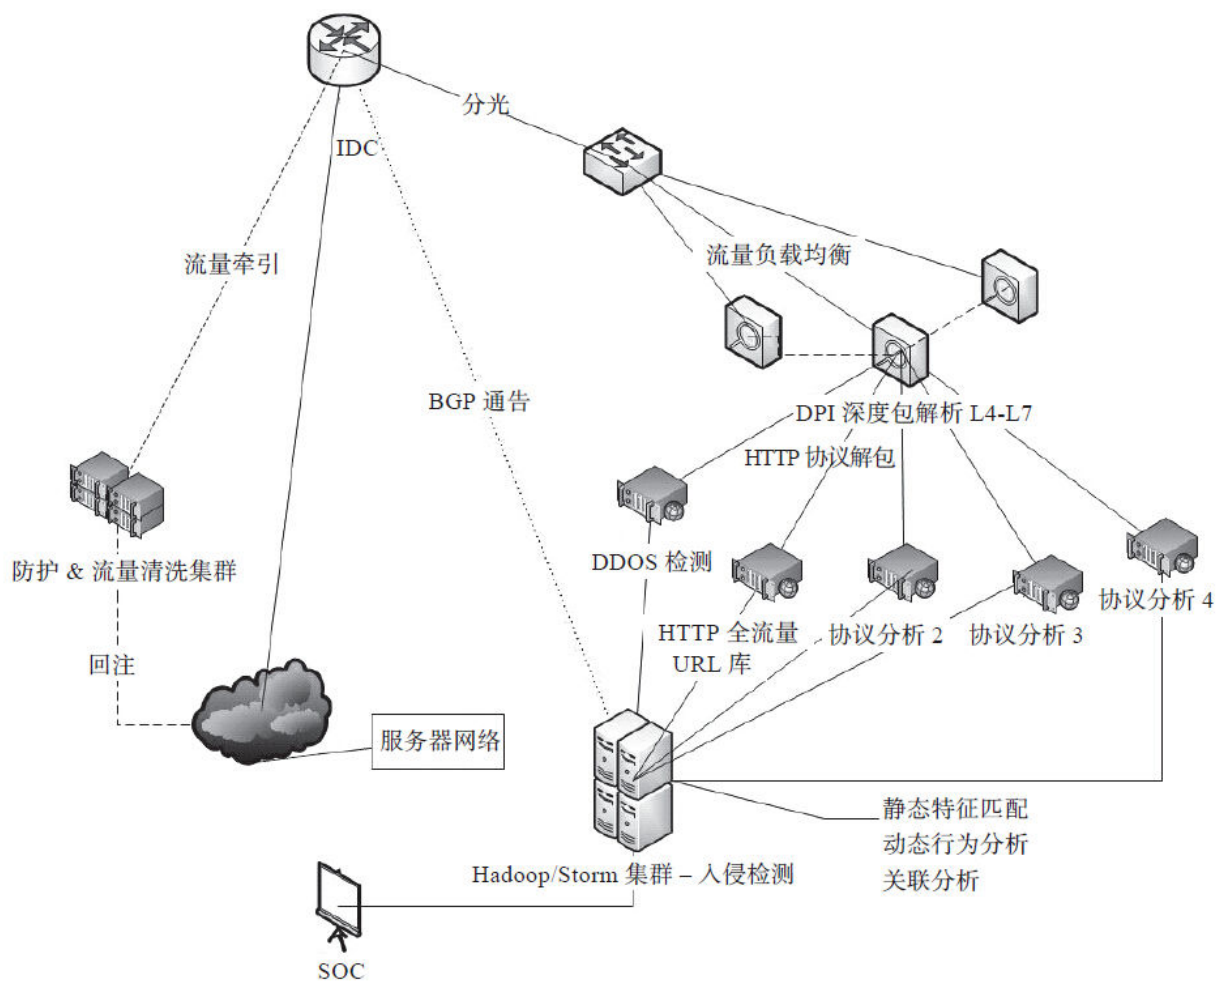 分光
IDC
流量牵引
流量负载均衡
BGP 通告
DPI 深度包解析 L4-L7
HTTP 协议解包
防护 & 流量清洗集群
DDOS 检测
HTTP 全流量
URL 库
协议分析 2
协议分析 3
协议分析 4
回注
服务器网络
静态特征匹配
动态行为分析
关联分析
Hadoop/Storm 集群 – 入侵检测
SOC